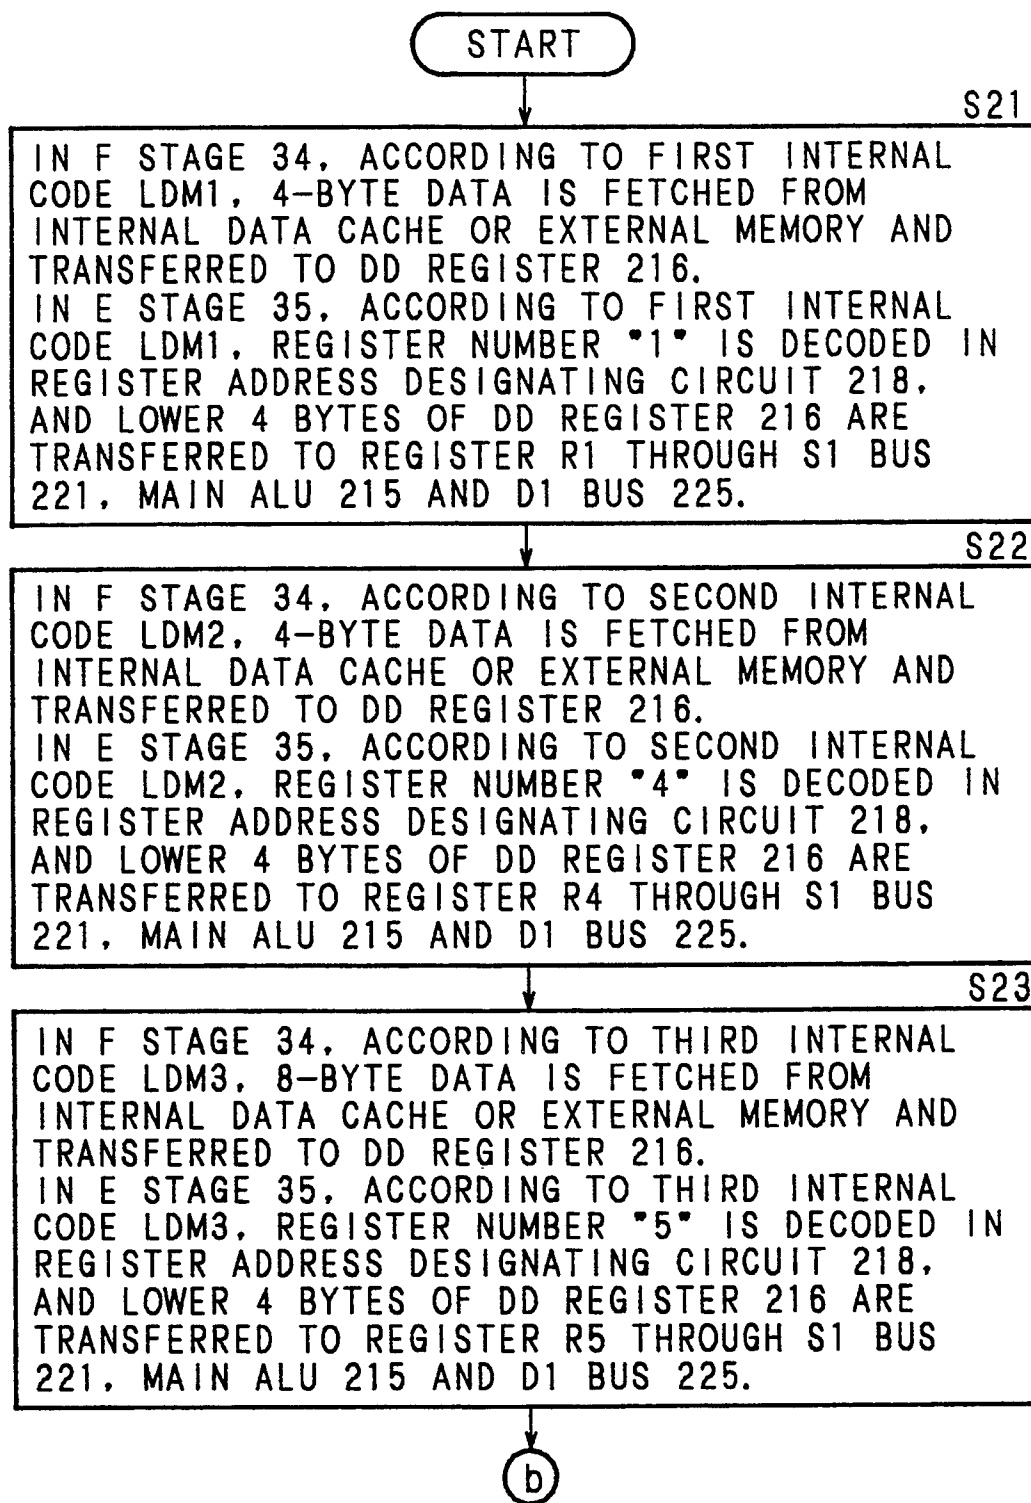 START
S21
IN F STAGE 34, ACCORDING TO FIRST INTERNAL
CODE LDM1, 4-BYTE DATA IS FETCHED FROM
INTERNAL DATA CACHE OR EXTERNAL MEMORY AND
TRANSFERRED TO DD REGISTER 216.
IN E STAGE 35, ACCORDING TO FIRST INTERNAL
CODE LDM1, REGISTER NUMBER "1" IS DECODED IN
REGISTER ADDRESS DESIGNATING CIRCUIT 218,
AND LOWER 4 BYTES OF DD REGISTER 216 ARE
TRANSFERRED TO REGISTER R1 THROUGH S1 BUS
221, MAIN ALU 215 AND D1 BUS 225.
S22
IN F STAGE 34, ACCORDING TO SECOND INTERNAL
CODE LDM2, 4-BYTE DATA IS FETCHED FROM
INTERNAL DATA CACHE OR EXTERNAL MEMORY AND
TRANSFERRED TO DD REGISTER 216.
IN E STAGE 35, ACCORDING TO SECOND INTERNAL
CODE LDM2, REGISTER NUMBER "4" IS DECODED IN
REGISTER ADDRESS DESIGNATING CIRCUIT 218,
AND LOWER 4 BYTES OF DD REGISTER 216 ARE
TRANSFERRED TO REGISTER R4 THROUGH S1 BUS
221, MAIN ALU 215 AND D1 BUS 225.
S23
IN F STAGE 34, ACCORDING TO THIRD INTERNAL
CODE LDM3, 8-BYTE DATA IS FETCHED FROM
INTERNAL DATA CACHE OR EXTERNAL MEMORY AND
TRANSFERRED TO DD REGISTER 216.
IN E STAGE 35, ACCORDING TO THIRD INTERNAL
CODE LDM3, REGISTER NUMBER "5" IS DECODED IN
REGISTER ADDRESS DESIGNATING CIRCUIT 218,
AND LOWER 4 BYTES OF DD REGISTER 216 ARE
TRANSFERRED TO REGISTER R5 THROUGH S1 BUS
221, MAIN ALU 215 AND D1 BUS 225.
b